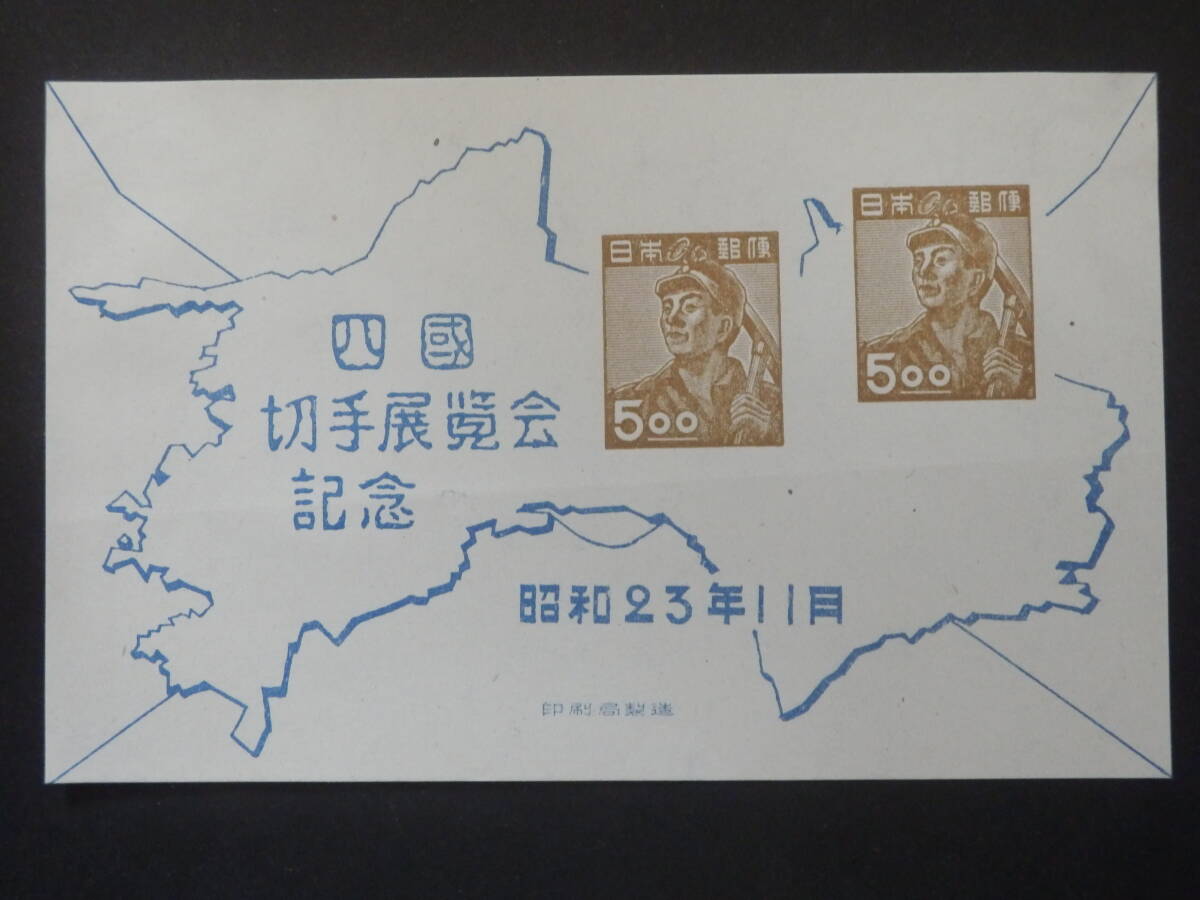 四國
切手展覧会
記念
日本郵便
5.00
日本郵便
5.00
昭和23年11月
印刷局製造